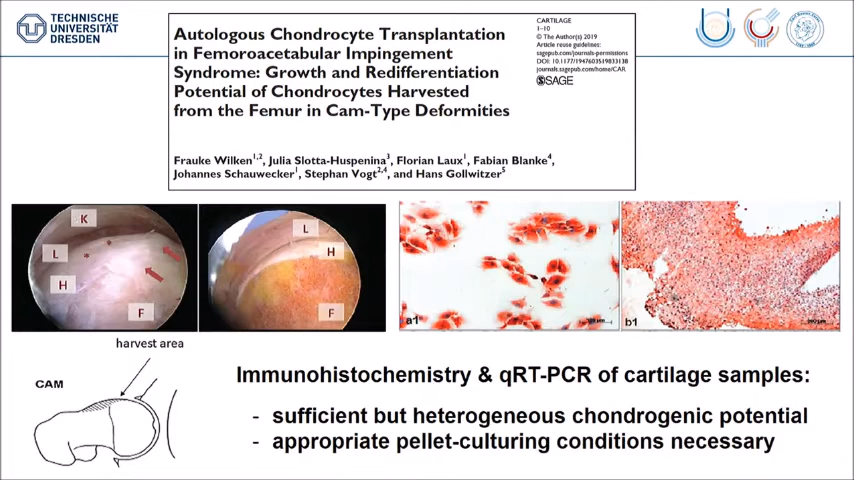 TECHNISCHE
UNIVERSITÄT
DRESDEN
Autologous Chondrocyte Transplantation
in Femoroacetabular Impingement
Syndrome: Growth and Redifferentiation
Potential of Chondrocytes Harvested
from the Femur in Cam-Type Deformities
CARTILAGE
1–10
© The Author(s) 2019
Article reuse guidelines:
sagepub.com/journals-permissions
DOI: 10.1177/1947603519833138
journals.sagepub.com/home/CAR
SAGE
Frauke Wilken1,2, Julia Slotta-Huspenina3, Florian Laux1, Fabian Blanke4,
Johannes Schauwecker1, Stephan Vogt2,4, and Hans Gollwitzer5
K
L
H
F
L
H
F
a1
b1
harvest area
CAM
Immunohistochemistry & qRT-PCR of cartilage samples:
- sufficient but heterogeneous chondrogenic potential
- appropriate pellet-culturing conditions necessary